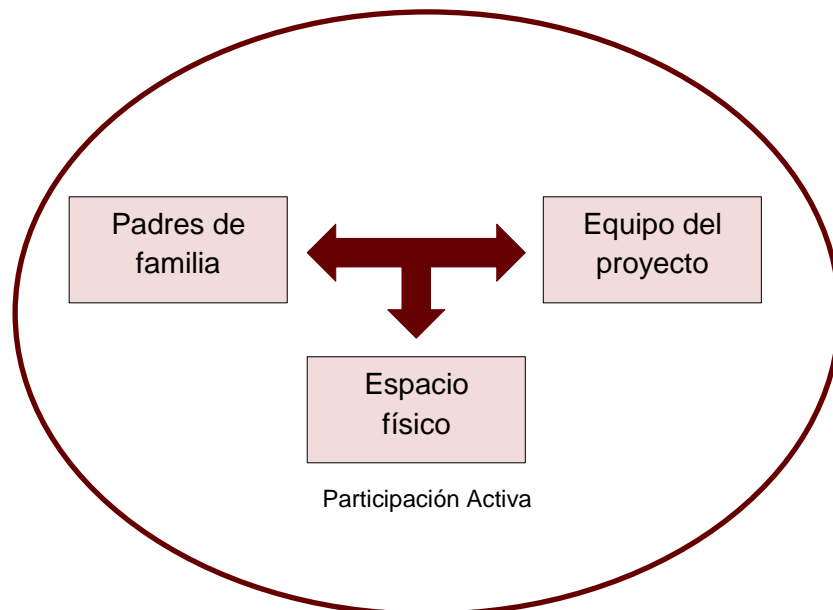 Padres de
familia
Equipo del
proyecto
Espacio
físico
Participación Activa